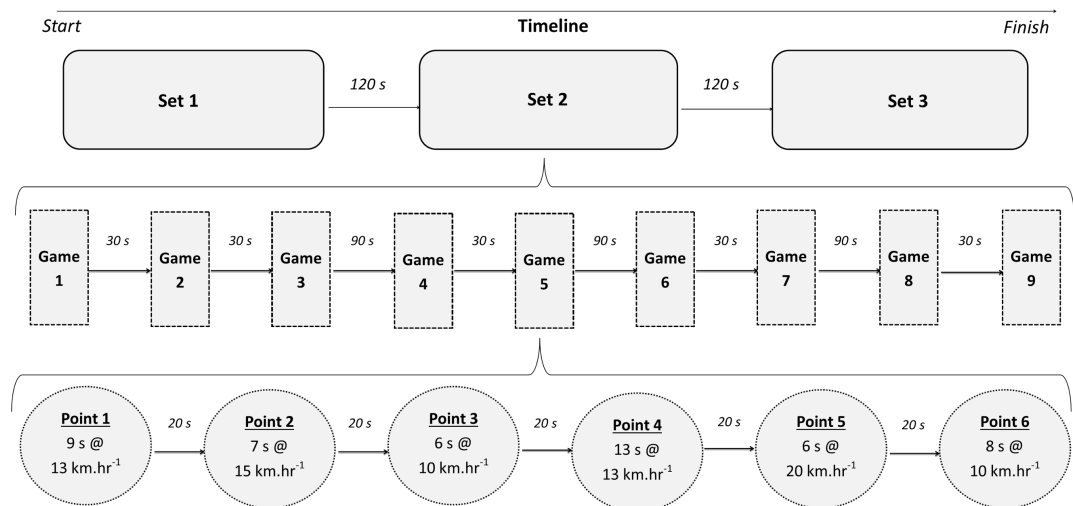 Start Timeline Finish
Set 1 120 s Set 2 120 s Set 3
30 s 30 s 90 s 30 s 90 s 30 s 90 s 30 s
Game Game Game Game Game Game Game Game Game
1 2 3 4 5 6 7 8 9
Point 1 20 s Point 2 20 s Point 3 20 s Point 4 20 s Point 5 20 s Point 6
9 s @ 7 s @ 6 s @ 13 s @ 6 s @ 8 s @
13 km.hr⁻¹ 15 km.hr⁻¹ 10 km.hr⁻¹ 13 km.hr⁻¹ 20 km.hr⁻¹ 10 km.hr⁻¹